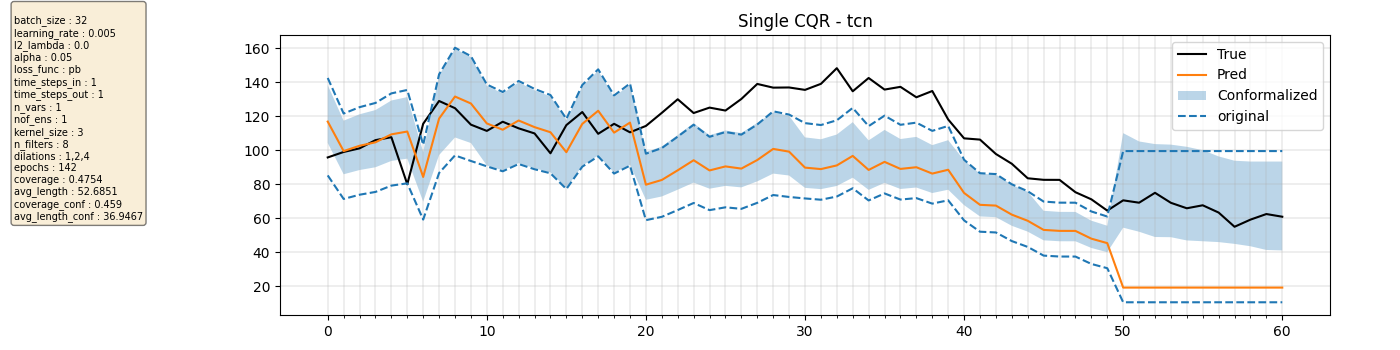 batch_size : 32
learning_rate : 0.005
l2_lambda : 0.0
alpha : 0.05
loss_func : pb
time_steps_in : 1
time_steps_out : 1
n_vars : 1
nof_ens : 1
kernel_size : 3
n_filters : 8
dilations : 1,2,4
epochs : 142
coverage : 0.4754
avg_length : 52.6851
coverage_conf : 0.459
avg_length_conf : 36.9467
Single CQR - tcn
160
140
120
100
80
60
40
20
0 10 20 30 40 50 60
True
Pred
Conformalized
original